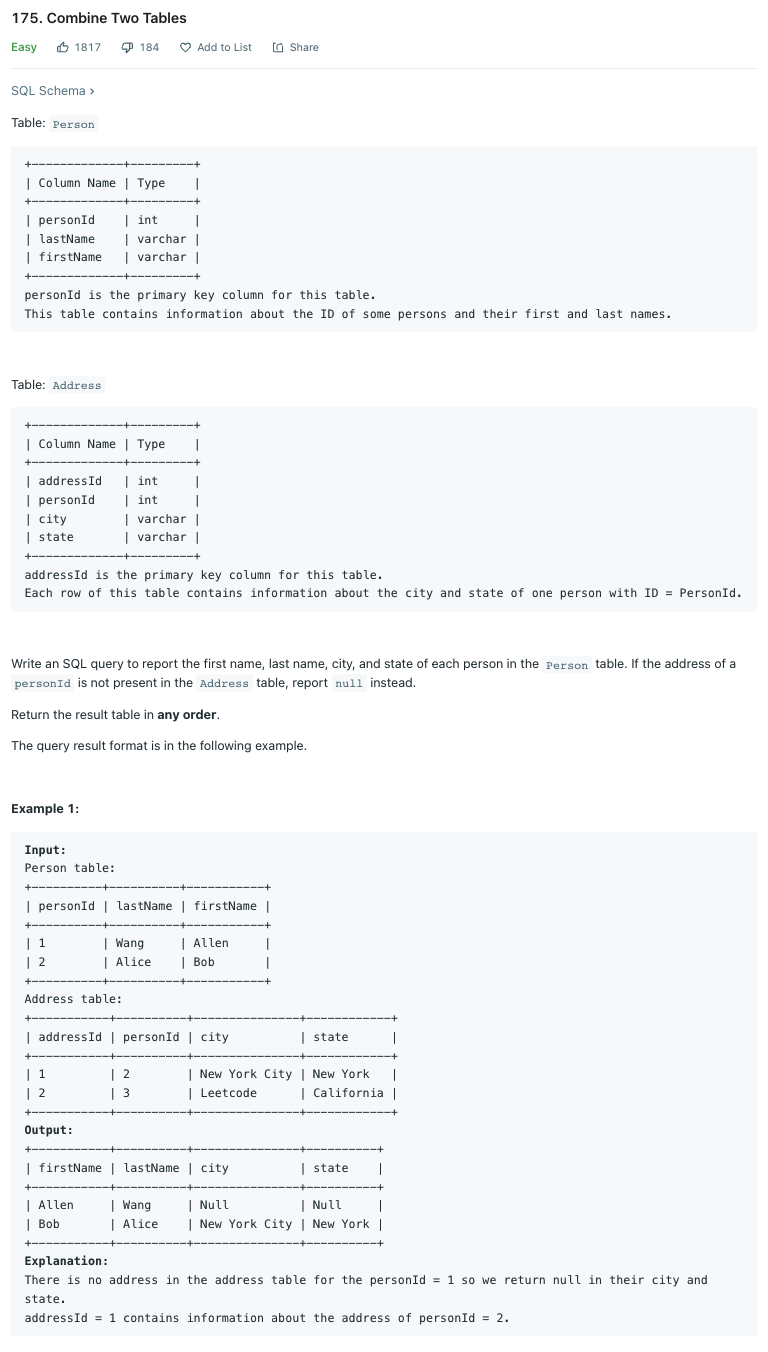 175. Combine Two Tables
Easy 1817 184 Add to List Share
SQL Schema ›
Table: Person
+-------------+---------+
| Column Name | Type    |
+-------------+---------+
| personId    | int     |
| lastName    | varchar |
| firstName   | varchar |
+-------------+---------+
personId is the primary key column for this table.
This table contains information about the ID of some persons and their first and last names.
Table: Address
+-------------+---------+
| Column Name | Type    |
+-------------+---------+
| addressId   | int     |
| personId    | int     |
| city        | varchar |
| state       | varchar |
+-------------+---------+
addressId is the primary key column for this table.
Each row of this table contains information about the city and state of one person with ID = PersonId.
Write an SQL query to report the first name, last name, city, and state of each person in the Person table. If the address of a
personId is not present in the Address table, report null instead.
Return the result table in any order.
The query result format is in the following example.
Example 1:
Input:
Person table:
+----------+----------+-----------+
| personId | lastName | firstName |
+----------+----------+-----------+
| 1        | Wang     | Allen     |
| 2        | Alice    | Bob       |
+----------+----------+-----------+
Address table:
+-----------+----------+---------------+------------+
| addressId | personId | city          | state      |
+-----------+----------+---------------+------------+
| 1         | 2        | New York City | New York   |
| 2         | 3        | Leetcode      | California |
+-----------+----------+---------------+------------+
Output:
+-----------+----------+---------------+----------+
| firstName | lastName | city          | state    |
+-----------+----------+---------------+----------+
| Allen     | Wang     | Null          | Null     |
| Bob       | Alice    | New York City | New York |
+-----------+----------+---------------+----------+
Explanation:
There is no address in the address table for the personId = 1 so we return null in their city and
state.
addressId = 1 contains information about the address of personId = 2.